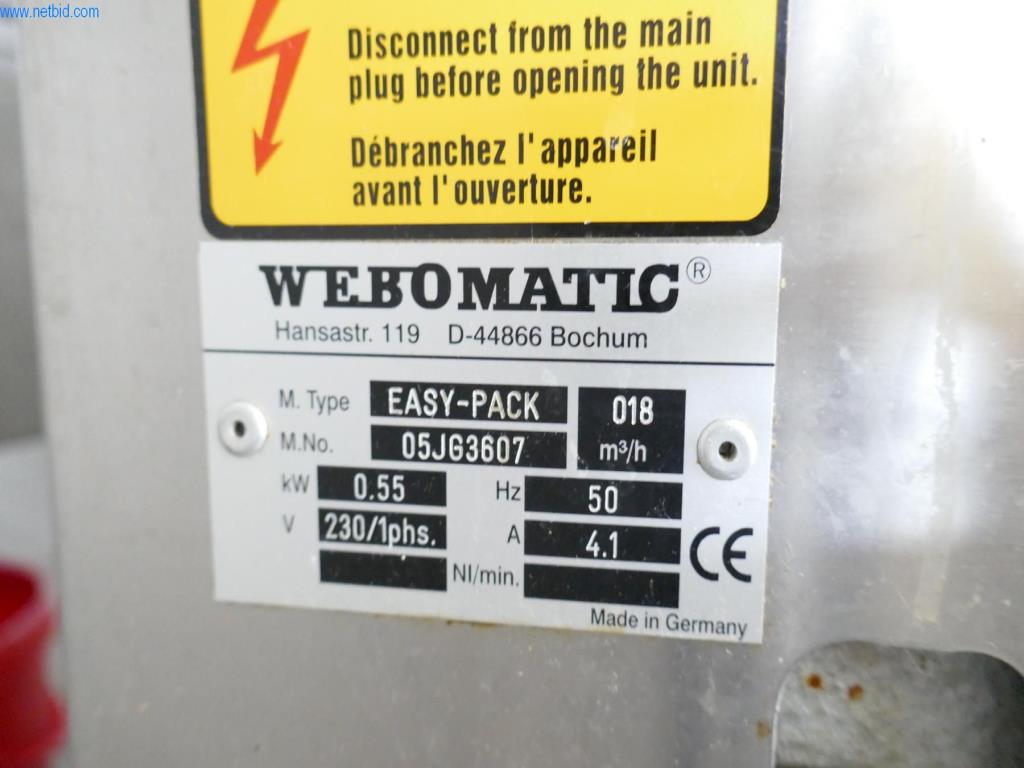 www.netbid.com
Disconnect from the main
plug before opening the unit.
Débranchez l'appareil
avant l'ouverture.
WEBOMATIC®
Hansastr. 119 D-44866 Bochum
M. Type EASY-PACK 018
M.No. 05JG3607 m³/h
kW 0.55 Hz 50
V 230/1phs. A 4.1
Nl/min.
CE
Made in Germany